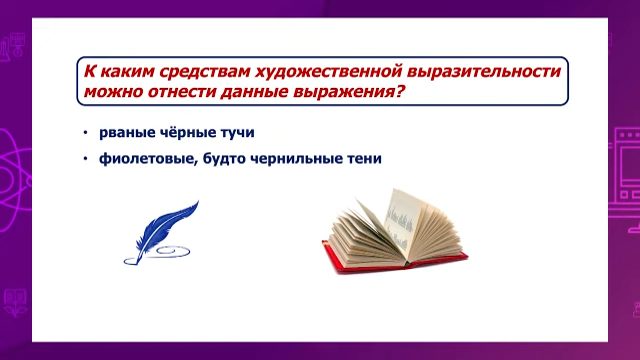 К каким средствам художественной выразительности
можно отнести данные выражения?
• рваные чёрные тучи
• фиолетовые, будто чернильные тени